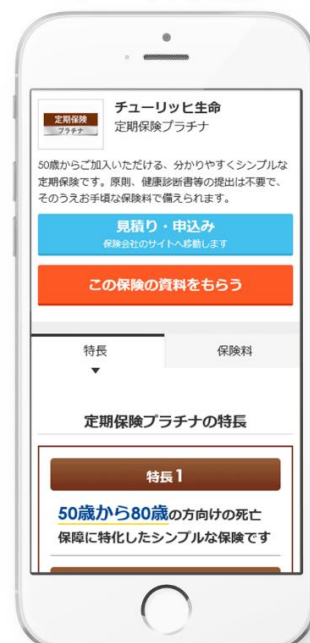 定期保険
プラチナ
チューリッヒ生命
定期保険プラチナ
50歳からご加入いただける、分かりやすくシンプルな
定期保険です。原則、健康診断書等の提出は不要で、
そのうえお手頃な保険料で備えられます。
見積り・申込み
保険会社のサイトへ移動します
この保険の資料をもらう
特長
保険料
▼
定期保険プラチナの特長
特長1
50歳から80歳の方向けの死亡
保障に特化したシンプルな保険です